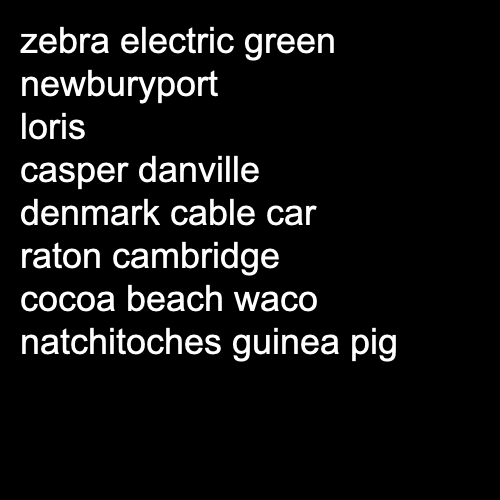 zebra electric green
newburyport
loris
casper danville
denmark cable car
raton cambridge
cocoa beach waco
natchitoches guinea pig